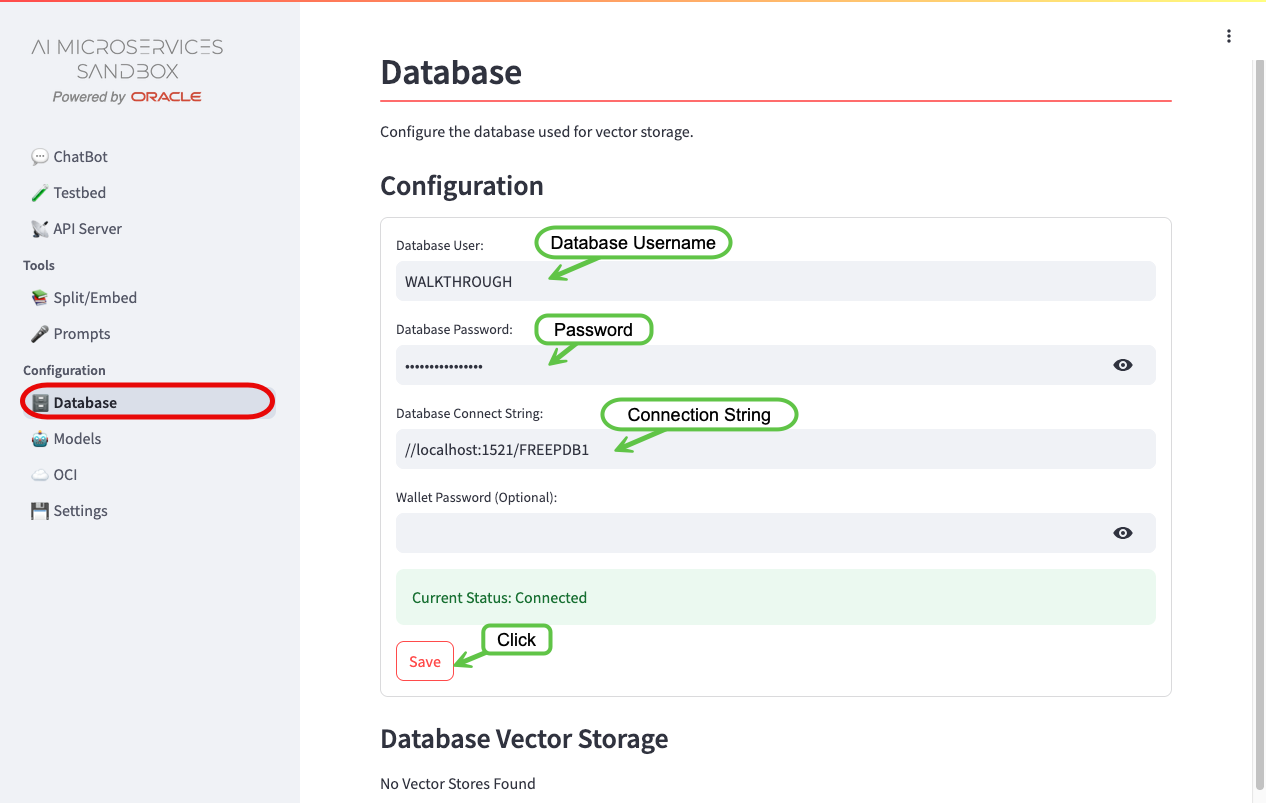 AI MICROSERVICES
SANDBOX
Powered by ORACLE
ChatBot
Testbed
API Server
Tools
Split/Embed
Prompts
Configuration
Database
Models
OCI
Settings
Database
Configure the database used for vector storage.
Configuration
Database User:
Database Username
WALKTHROUGH
Database Password:
Password
••••••••••••••••
Database Connect String:
Connection String
//localhost:1521/FREEPDB1
Wallet Password (Optional):
Current Status: Connected
Click
Save
Database Vector Storage
No Vector Stores Found